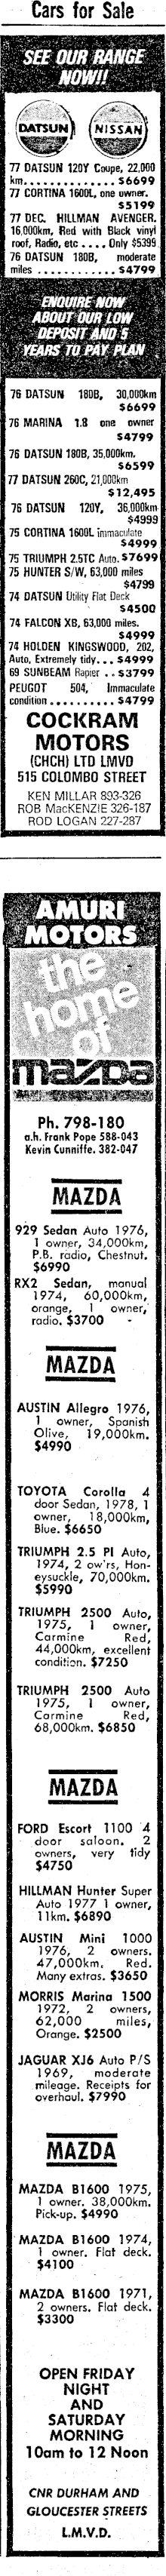 Cars for Sale
SEE OUR RANGE
NOW!!
DATSUN NISSAN
77 DATSUN 120Y Coupe, 22,000
km............... $6699
77 CORTINA 1600L, one owner.
$5199
77 DEC. HILLMAN AVENGER.
16,000km, Red with Black vinyl
roof, Radio, etc .... Only $5399
76 DATSUN 180B, moderate
miles ............. $4799
ENQUIRE NOW
ABOUT OUR LOW
DEPOSIT AND 5
YEARS TO PAY PLAN
76 DATSUN 180B, 30,000km
$6699
76 MARINA 1.8 one owner
$4799
76 DATSUN 180B, 35,000km.
$6599
77 DATSUN 260C, 21,000km
$12,495
76 DATSUN 120Y, 36,000km
$4999
75 CORTINA 1600L immaculate
$4999
75 TRIUMPH 2.5TC Auto. $7699
75 HUNTER S/W, 63,000 miles
$4799
74 DATSUN Utility Flat Deck
$4500
74 FALCON XB, 63,000 miles.
$4999
74 HOLDEN KINGSWOOD, 202,
Auto, Extremely tidy... $4999
69 SUNBEAM Rapier .. $3799
PEUGOT 504, Immaculate
condition .......... $4799
COCKRAM
MOTORS
(CHCH) LTD LMVD
515 COLOMBO STREET
KEN MILLAR 893-326
ROB MacKENZIE 326-187
ROD LOGAN 227-287
AMURI
MOTORS
the
home
of
mazda
Ph. 798-180
a.h. Frank Pope 588-043
Kevin Cunniffe. 382-047
MAZDA
929 Sedan Auto 1976,
1 owner, 34,000km,
P.B. radio, Chestnut.
$6990
RX2 Sedan, manual
1974, 60,000km,
orange, 1 owner,
radio. $3700
MAZDA
AUSTIN Allegro 1976,
1 owner, Spanish
Olive, 19,000km.
$4990
TOYOTA Corolla 4
door Sedan, 1978, 1
owner, 18,000km,
Blue. $6650
TRIUMPH 2.5 PI Auto,
1974, 2 ow'rs, Hon-
eysuckle, 70,000km.
$5990
TRIUMPH 2500 Auto,
1975, 1 owner,
Carmine Red,
44,000km, excellent
condition. $7250
TRIUMPH 2500 Auto
1975, 1 owner,
Carmine Red,
68,000km. $6850
MAZDA
FORD Escort 1100 4
door saloon. 2
owners, very tidy
$4750
HILLMAN Hunter Super
Auto 1977 1 owner,
11km. $6890
AUSTIN Mini 1000
1976, 2 owners.
47,000km, Red.
Many extras. $3650
MORRIS Marina 1500
1972, 2 owners,
62,000 miles,
Orange. $2500
JAGUAR XJ6 Auto P/S
1969, moderate
mileage. Receipts for
overhaul. $7990
MAZDA
MAZDA B1600 1975,
1 owner. 38,000km.
Pick-up. $4990
MAZDA B1600 1974,
1 owner. Flat deck.
$4100
MAZDA B1600 1971,
2 owners. Flat deck.
$3300
OPEN FRIDAY
NIGHT
AND
SATURDAY
MORNING
10am to 12 Noon
CNR DURHAM AND
GLOUCESTER STREETS
L.M.V.D.